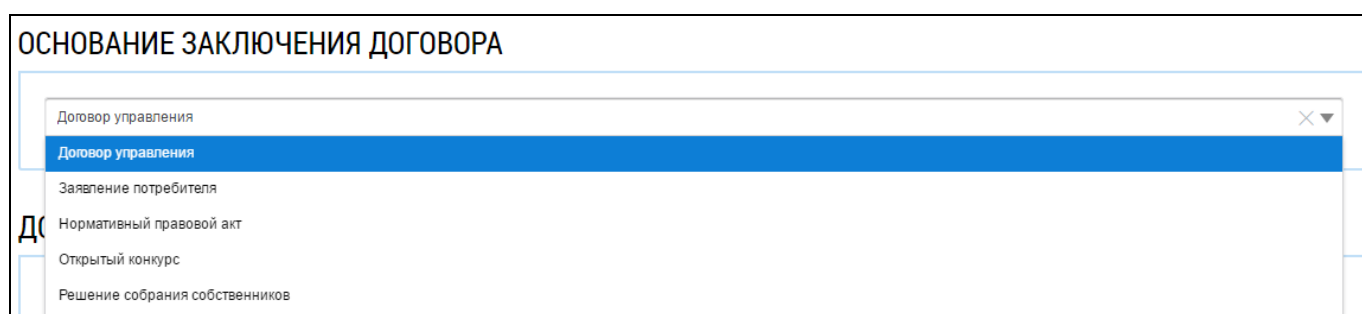 ОСНОВАНИЕ ЗАКЛЮЧЕНИЯ ДОГОВОРА
Договор управления
Договор управления
Заявление потребителя
Нормативный правовой акт
Открытый конкурс
Решение собрания собственников